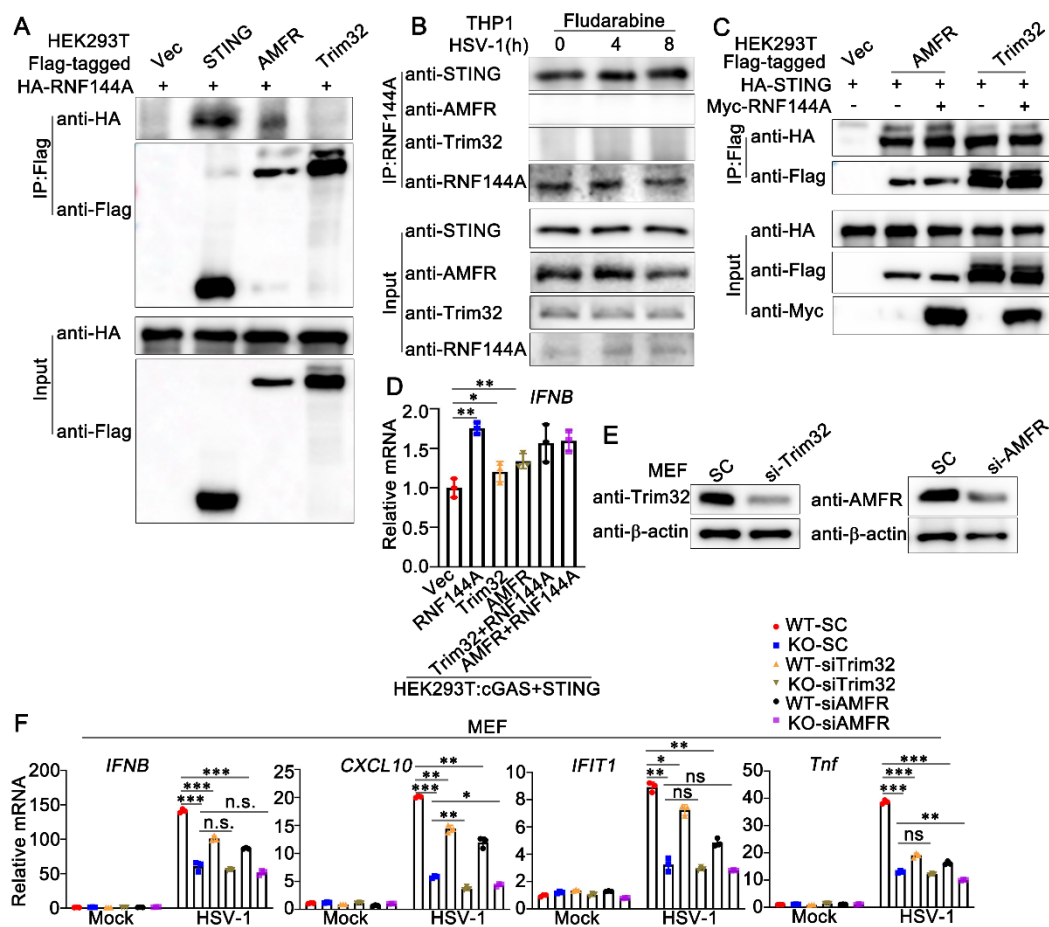 A
HEK293T
Flag-tagged
Vec
STING
AMFR
Trim32
HA-RNF144A + + + +
IP:Flag
anti-HA
anti-Flag
Input
anti-HA
anti-Flag
B
THP1 Fludarabine
HSV-1(h) 0 4 8
IP:RNF144A
anti-STING
anti-AMFR
anti-Trim32
anti-RNF144A
Input
anti-STING
anti-AMFR
anti-Trim32
anti-RNF144A
C
HEK293T
Flag-tagged
Vec
AMFR
Trim32
HA-STING + + + + +
Myc-RNF144A - - + - +
IP:Flag
anti-HA
anti-Flag
Input
anti-HA
anti-Flag
anti-Myc
D
IFNB
**
*
**
Relative mRNA
2.0
1.5
1.0
0.5
0
Vec
RNF144A
Trim32
AMFR
Trim32+RNF144A
AMFR+RNF144A
HEK293T:cGAS+STING
E
MEF SC si-Trim32
anti-Trim32
anti-β-actin
SC si-AMFR
anti-AMFR
anti-β-actin
WT-SC
KO-SC
WT-siTrim32
KO-siTrim32
WT-siAMFR
KO-siAMFR
F
MEF
Relative mRNA
IFNB
200
150
100
50
0
***
***
***
n.s.
n.s.
Mock HSV-1
CXCL10
25
20
15
10
5
0
**
**
***
*
**
Mock HSV-1
IFIT1
10
8
6
4
2
0
**
*
**
ns
ns
Mock HSV-1
Tnf
50
40
30
20
10
0
***
***
***
**
ns
Mock HSV-1